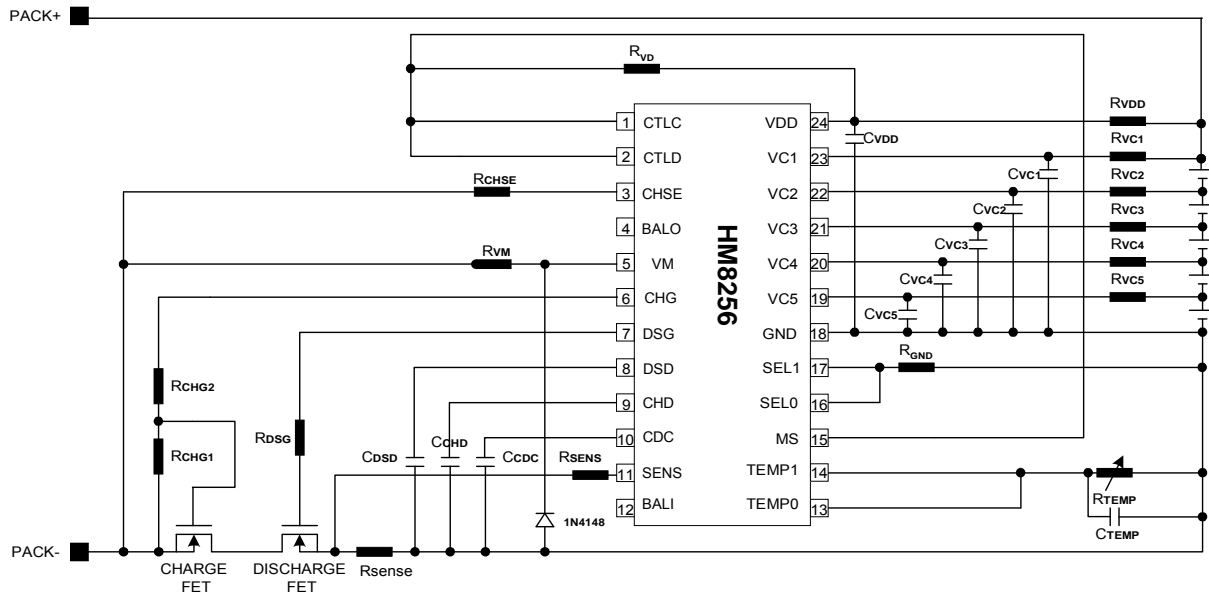 PACK+
RVD
1 CTLC VDD 24 RVDD
CVDD
2 CTLD VC1 23 RVC1
CVC1
RCHSE 3 CHSE VC2 22 RVC2
CVC2
4 BALO VC3 21 RVC3
CVC3
RVM 5 VM VC4 20 RVC4
CVC4
6 CHG VC5 19 RVC5
CVC5
7 DSG GND 18
RGND
8 DSD SEL1 17
9 CHD SEL0 16
10 CDC MS 15
11 SENS TEMP1 14
12 BALI TEMP0 13
HM8256
RCHG2
RCHG1
RDSG
CDSD
CCHD
CCDC
RSENS
RTEMP
CTEMP
1N4148
PACK-
CHARGE
FET
DISCHARGE
FET
Rsense